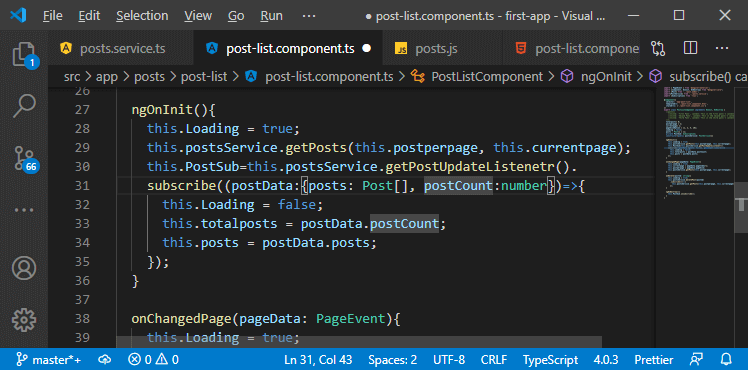 File Edit Selection View Go Run ··· ● post-list.component.ts - first-app - Visual ...
posts.service.ts post-list.component.ts ● JS posts.js post-list.compone
src > app > posts > post-list > post-list.component.ts > PostListComponent > ngOnInit > subscribe() ca
26
27 ngOnInit(){
28 this.Loading = true;
29 this.postsService.getPosts(this.postperpage, this.currentpage);
30 this.PostSub=this.postsService.getPostUpdateListenetr().
31 subscribe((postData:{posts: Post[], postCount:number})=>{
32 this.Loading = false;
33 this.totalposts = postData.postCount;
34 this.posts = postData.posts;
35 });
36 }
37
38 onChangedPage(pageData: PageEvent){
39 this.Loading = true;
1
66
master*+ 0 0 Ln 31, Col 43 Spaces: 2 UTF-8 CRLF TypeScript 4.0.3 Prettier